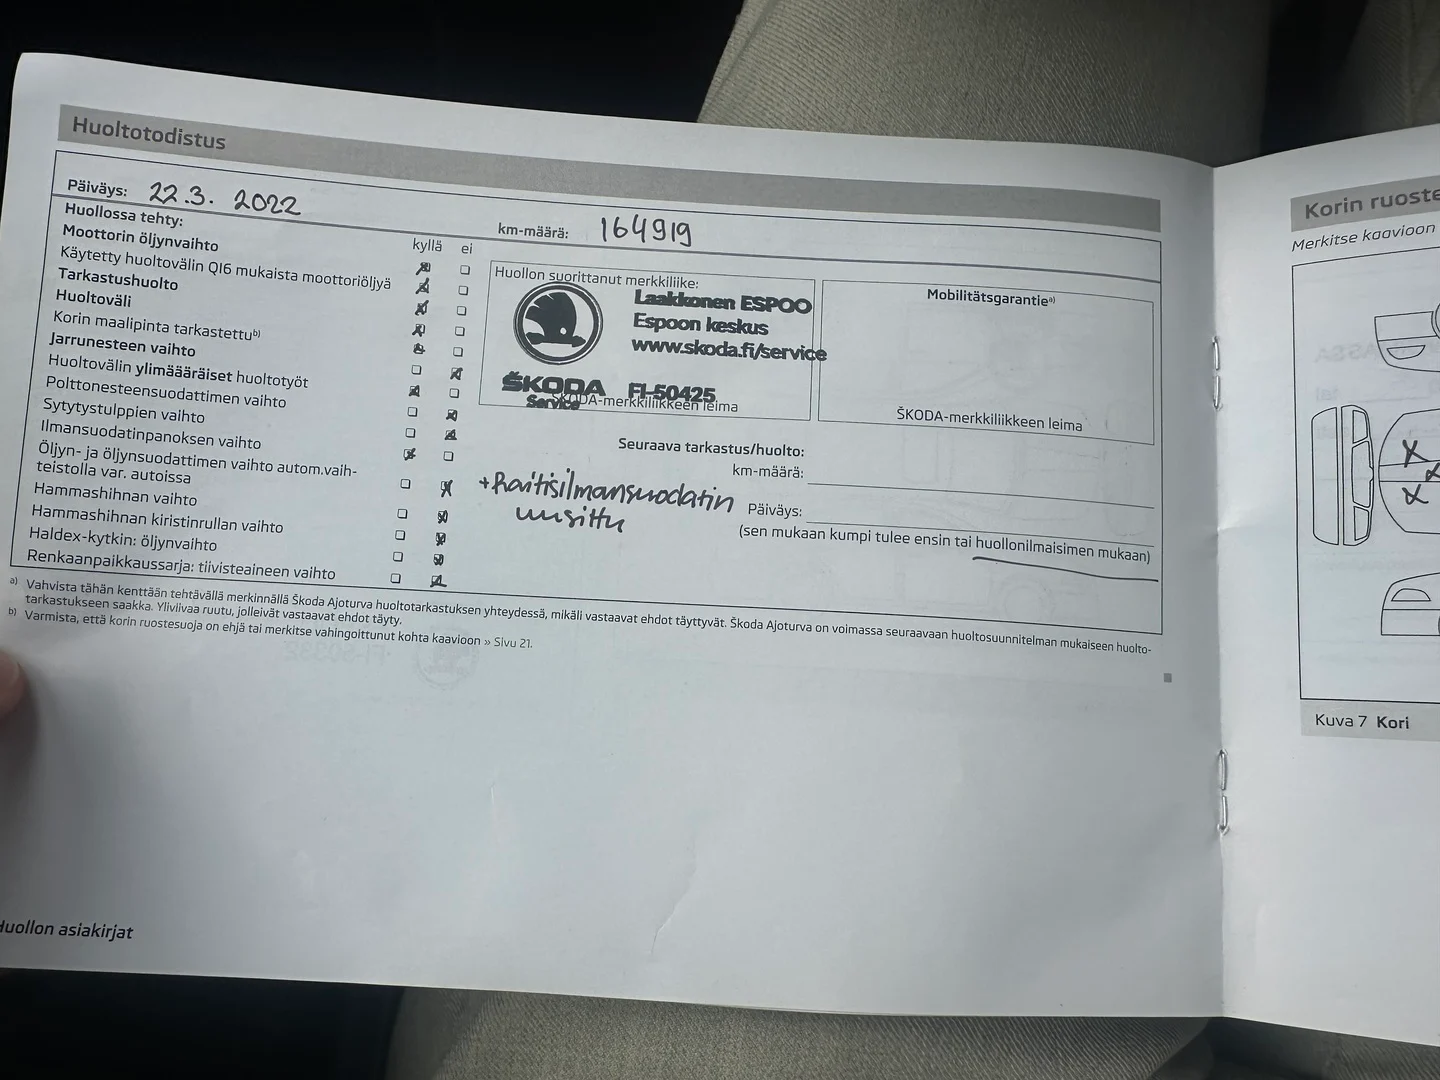 Huoltotodistus
Päiväys: 22.3. 2022
km-määrä: 164919
Huollossa tehty:
kyllä ei
Moottorin öljynvaihto
Käytetty huoltovälin QI6 mukaista moottoriöljyä
Tarkastushuolto
Huoltoväli
Korin maalipinta tarkastettu b)
Jarrunesteen vaihto
Huoltovälin ylimäääräiset huoltotyöt
Polttonesteensuodattimen vaihto
Sytytystulppien vaihto
Ilmansuodatinpanoksen vaihto
Öljyn- ja öljynsuodattimen vaihto autom.vaih-
teistolla var. autoissa
Hammashihnan vaihto
Hammashihnan kiristinrullan vaihto
Haldex-kytkin: öljynvaihto
Renkaanpaikkaussarja: tiivisteaineen vaihto
Huollon suorittanut merkkiliike:
Laakkonen ESPOO
Espoon keskus
www.skoda.fi/service
ŠKODA FI-50425
Service
ŠKODA-merkkiliikkeen leima
Mobilitätsgarantie a)
ŠKODA-merkkiliikkeen leima
Seuraava tarkastus/huolto:
km-määrä:
Päiväys:
(sen mukaan kumpi tulee ensin tai huollonilmaisimen mukaan)
+Raitisilmansuodatin
uusittu
a) Vahvista tähän kenttään tehtävällä merkinnällä Škoda Ajoturva huoltotarkastuksen yhteydessä, mikäli vastaavat ehdot täyttyvät. Škoda Ajoturva on voimassa seuraavaan huoltosuunnitelman mukaiseen huolto-
tarkastukseen saakka. Yliviivaa ruutu, jolleivät vastaavat ehdot täyty.
b) Varmista, että korin ruostesuoja on ehjä tai merkitse vahingoittunut kohta kaavioon » Sivu 21.
Huollon asiakirjat
Korin ruoste
Merkitse kaavioon
Kuva 7 Kori